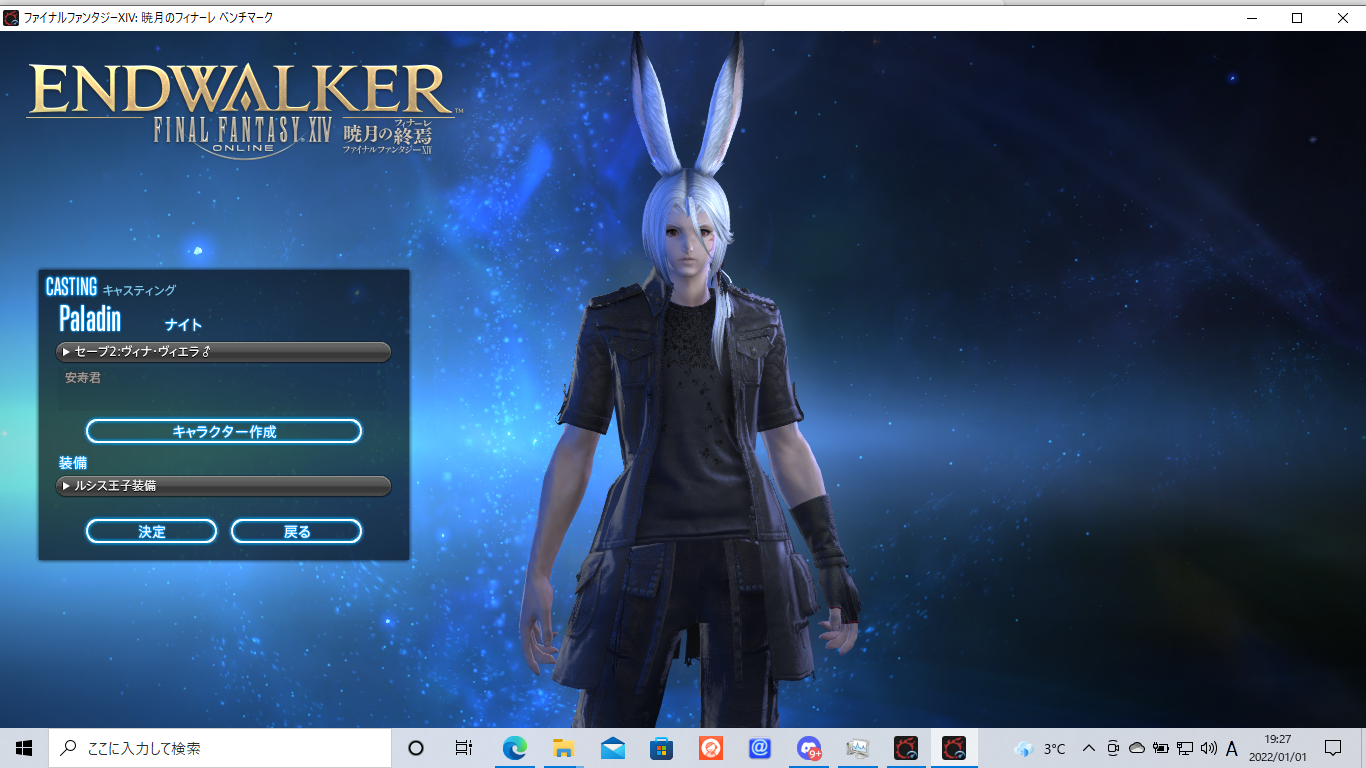 ファイナルファンタジーXIV: 暁月のフィナーレ ベンチマーク
ENDWALKER™
FINAL FANTASY XIV
ONLINE
暁月の終焉
フィナーレ
ファイナルファンタジーXIV
CASTING キャスティング
Paladin ナイト
セーブ2:ヴィナ・ヴィエラ♂
安寿君
キャラクター作成
装備
ルシス王子装備
決定 戻る
ここに入力して検索
9+
3°C
A
19:27
2022/01/01